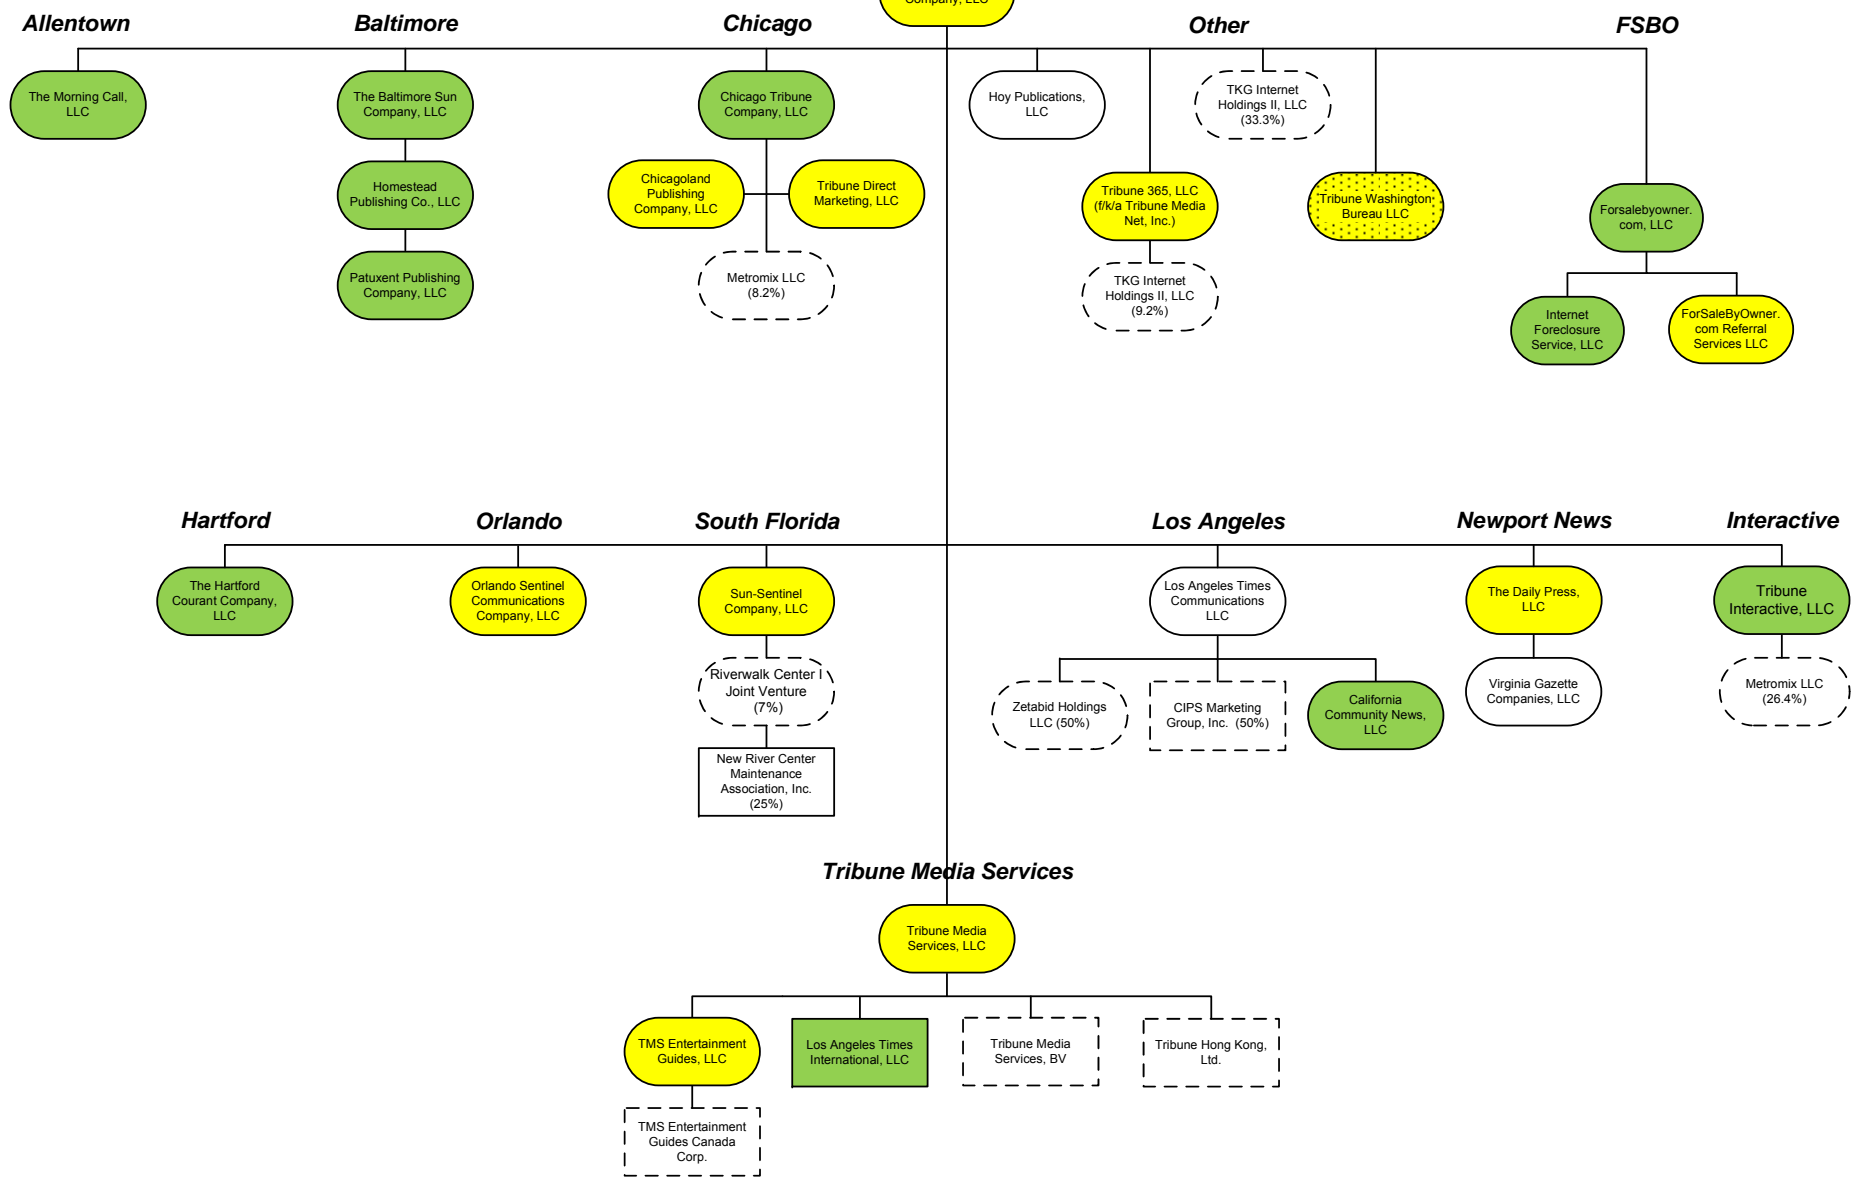 Company, LLC
Allentown
Baltimore
Chicago
Other
FSBO
The Morning Call,
LLC
The Baltimore Sun
Company, LLC
Chicago Tribune
Company, LLC
Hoy Publications,
LLC
TKG Internet
Holdings II, LLC
(33.3%)
Homestead
Publishing Co., LLC
Chicagoland
Publishing
Company, LLC
Tribune Direct
Marketing, LLC
Tribune 365, LLC
(f/k/a Tribune Media
Net, Inc.)
Tribune Washington
Bureau LLC
Forsalebyowner.
com, LLC
Patuxent Publishing
Company, LLC
Metromix LLC
(8.2%)
TKG Internet
Holdings II, LLC
(9.2%)
Internet
Foreclosure
Service, LLC
ForSaleByOwner.
com Referral
Services LLC
Hartford
Orlando
South Florida
Los Angeles
Newport News
Interactive
The Hartford
Courant Company,
LLC
Orlando Sentinel
Communications
Company, LLC
Sun-Sentinel
Company, LLC
Los Angeles Times
Communications
LLC
The Daily Press,
LLC
Tribune
Interactive, LLC
Riverwalk Center I
Joint Venture
(7%)
Zetabid Holdings
LLC (50%)
CIPS Marketing
Group, Inc. (50%)
California
Community News,
LLC
Virginia Gazette
Companies, LLC
Metromix LLC
(26.4%)
New River Center
Maintenance
Association, Inc.
(25%)
Tribune Media Services
Tribune Media
Services, LLC
TMS Entertainment
Guides, LLC
Los Angeles Times
International, LLC
Tribune Media
Services, BV
Tribune Hong Kong,
Ltd.
TMS Entertainment
Guides Canada
Corp.